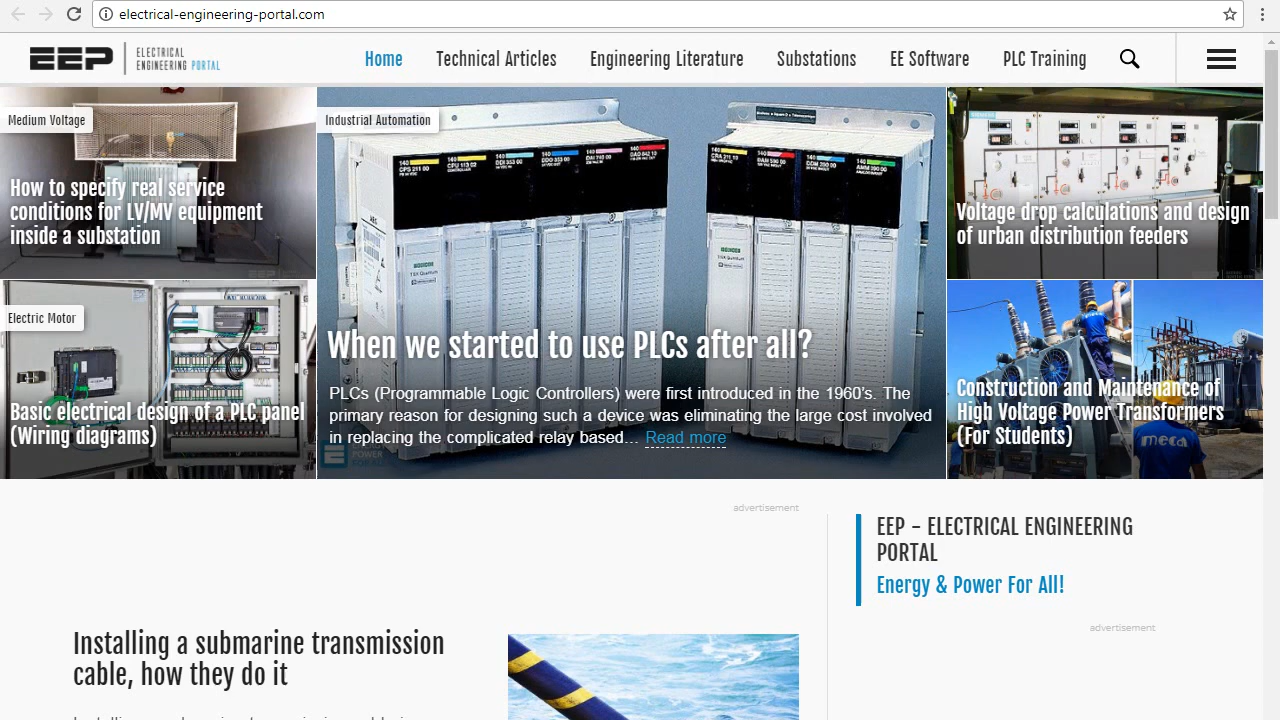 electrical-engineering-portal.com
EEP
ELECTRICAL
ENGINEERING PORTAL
Home
Technical Articles
Engineering Literature
Substations
EE Software
PLC Training
Medium Voltage
How to specify real service
conditions for LV/MV equipment
inside a substation
Electric Motor
Basic electrical design of a PLC panel
(Wiring diagrams)
Industrial Automation
When we started to use PLCs after all?
PLCs (Programmable Logic Controllers) were first introduced in the 1960's. The
primary reason for designing such a device was eliminating the large cost involved
in replacing the complicated relay based... Read more
Voltage drop calculations and design
of urban distribution feeders
Construction and Maintenance of
High Voltage Power Transformers
(For Students)
advertisement
Installing a submarine transmission
cable, how they do it
EEP - ELECTRICAL ENGINEERING
PORTAL
Energy & Power For All!
advertisement